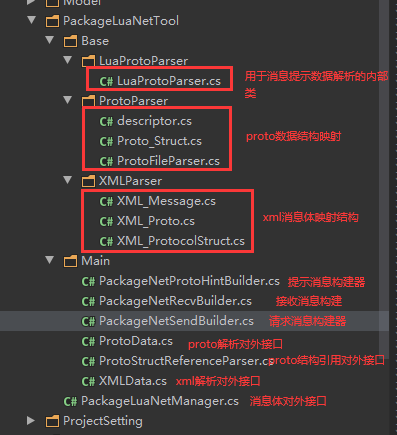 Model
PackageLuaNetTool
Base
LuaProtoParser
C# LuaProtoParser.cs
用于消息提示数据解析的内部类
ProtoParser
C# descriptor.cs
C# Proto_Struct.cs
proto数据结构映射
C# ProtoFileParser.cs
XMLParser
C# XML_Message.cs
C# XML_Proto.cs
xml消息体映射结构
C# XML_ProtocolStruct.cs
Main
C# PackageNetProtoHintBuilder.cs 提示消息构建器
C# PackageNetRecvBuilder.cs 接收消息构建
C# PackageNetSendBuilder.cs 请求消息构建器
C# ProtoData.cs proto解析对外接口
C# ProtoStructReferenceParser.cs proto结构引用对外接口
C# XMLData.cs xml解析对外接口
C# PackageLuaNetManager.cs 消息体对外接口
ProjectSetting